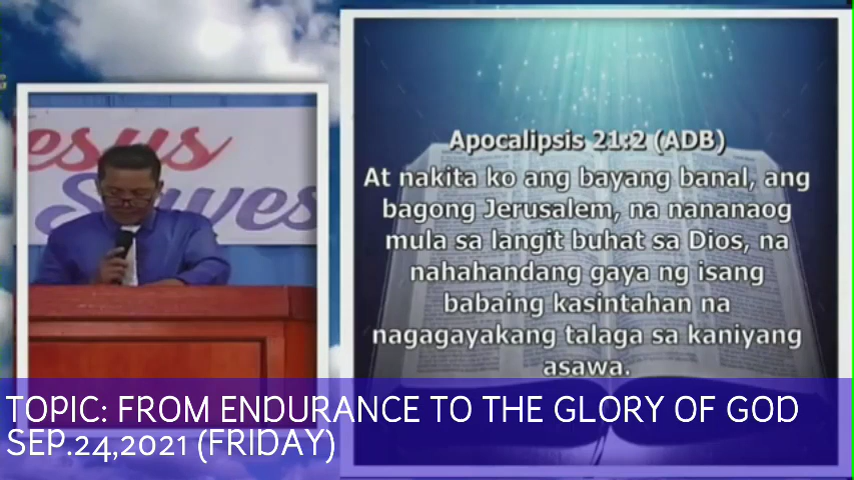 Jesus
Saves
Apocalipsis 21:2 (ADB)
At nakita ko ang bayang banal, ang
bagong Jerusalem, na nananaog
mula sa langit buhat sa Dios, na
nahahandang gaya ng isang
babaing kasintahan na
nagagayakang talaga sa kaniyang
asawa.
TOPIC: FROM ENDURANCE TO THE GLORY OF GOD
SEP.24,2021 (FRIDAY)